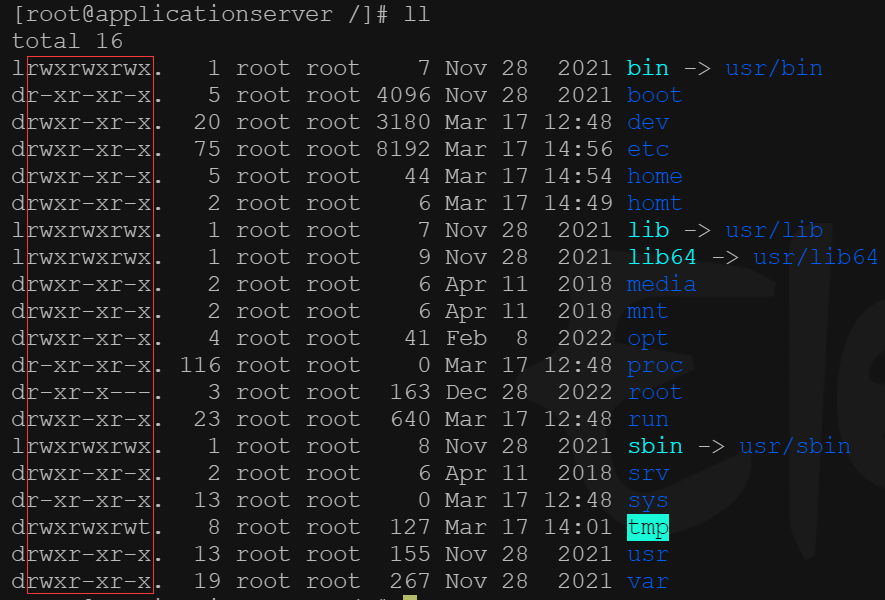 [root@applicationserver /]# ll
total 16
lrwxrwxrwx.   1 root root    7 Nov 28  2021 bin -> usr/bin
dr-xr-xr-x.   5 root root 4096 Nov 28  2021 boot
drwxr-xr-x.  20 root root 3180 Mar 17 12:48 dev
drwxr-xr-x.  75 root root 8192 Mar 17 14:56 etc
drwxr-xr-x.   5 root root   44 Mar 17 14:54 home
drwxr-xr-x.   2 root root    6 Mar 17 14:49 homt
lrwxrwxrwx.   1 root root    7 Nov 28  2021 lib -> usr/lib
lrwxrwxrwx.   1 root root    9 Nov 28  2021 lib64 -> usr/lib64
drwxr-xr-x.   2 root root    6 Apr 11  2018 media
drwxr-xr-x.   2 root root    6 Apr 11  2018 mnt
drwxr-xr-x.   4 root root   41 Feb  8  2022 opt
dr-xr-xr-x. 116 root root    0 Mar 17 12:48 proc
dr-xr-x---.   3 root root  163 Dec 28  2022 root
drwxr-xr-x.  23 root root  640 Mar 17 12:48 run
lrwxrwxrwx.   1 root root    8 Nov 28  2021 sbin -> usr/sbin
drwxr-xr-x.   2 root root    6 Apr 11  2018 srv
dr-xr-xr-x.  13 root root    0 Mar 17 12:48 sys
drwxrwxrwt.   8 root root  127 Mar 17 14:01 tmp
drwxr-xr-x.  13 root root  155 Nov 28  2021 usr
drwxr-xr-x.  19 root root  267 Nov 28  2021 var